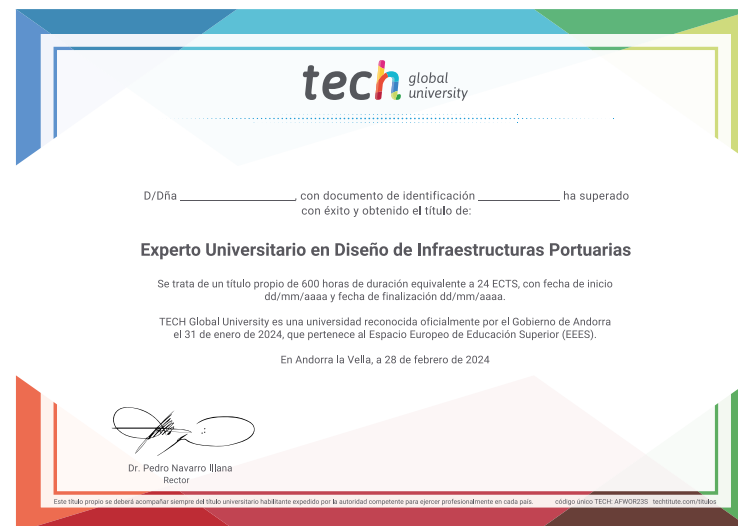 tech global
university
D/Dña ______________, con documento de identificación ____________ ha superado
con éxito y obtenido el título de:
Experto Universitario en Diseño de Infraestructuras Portuarias
Se trata de un título propio de 600 horas de duración equivalente a 24 ECTS, con fecha de inicio
dd/mm/aaaa y fecha de finalización dd/mm/aaaa.
TECH Global University es una universidad reconocida oficialmente por el Gobierno de Andorra
el 31 de enero de 2024, que pertenece al Espacio Europeo de Educación Superior (EEES).
En Andorra la Vella, a 28 de febrero de 2024
Dr. Pedro Navarro Illana
Rector
Este título propio se deberá acompañar siempre del título universitario habilitante expedido por la autoridad competente para ejercer profesionalmente en cada país. código único TECH: AFWOR23S techtitute.com/titulos